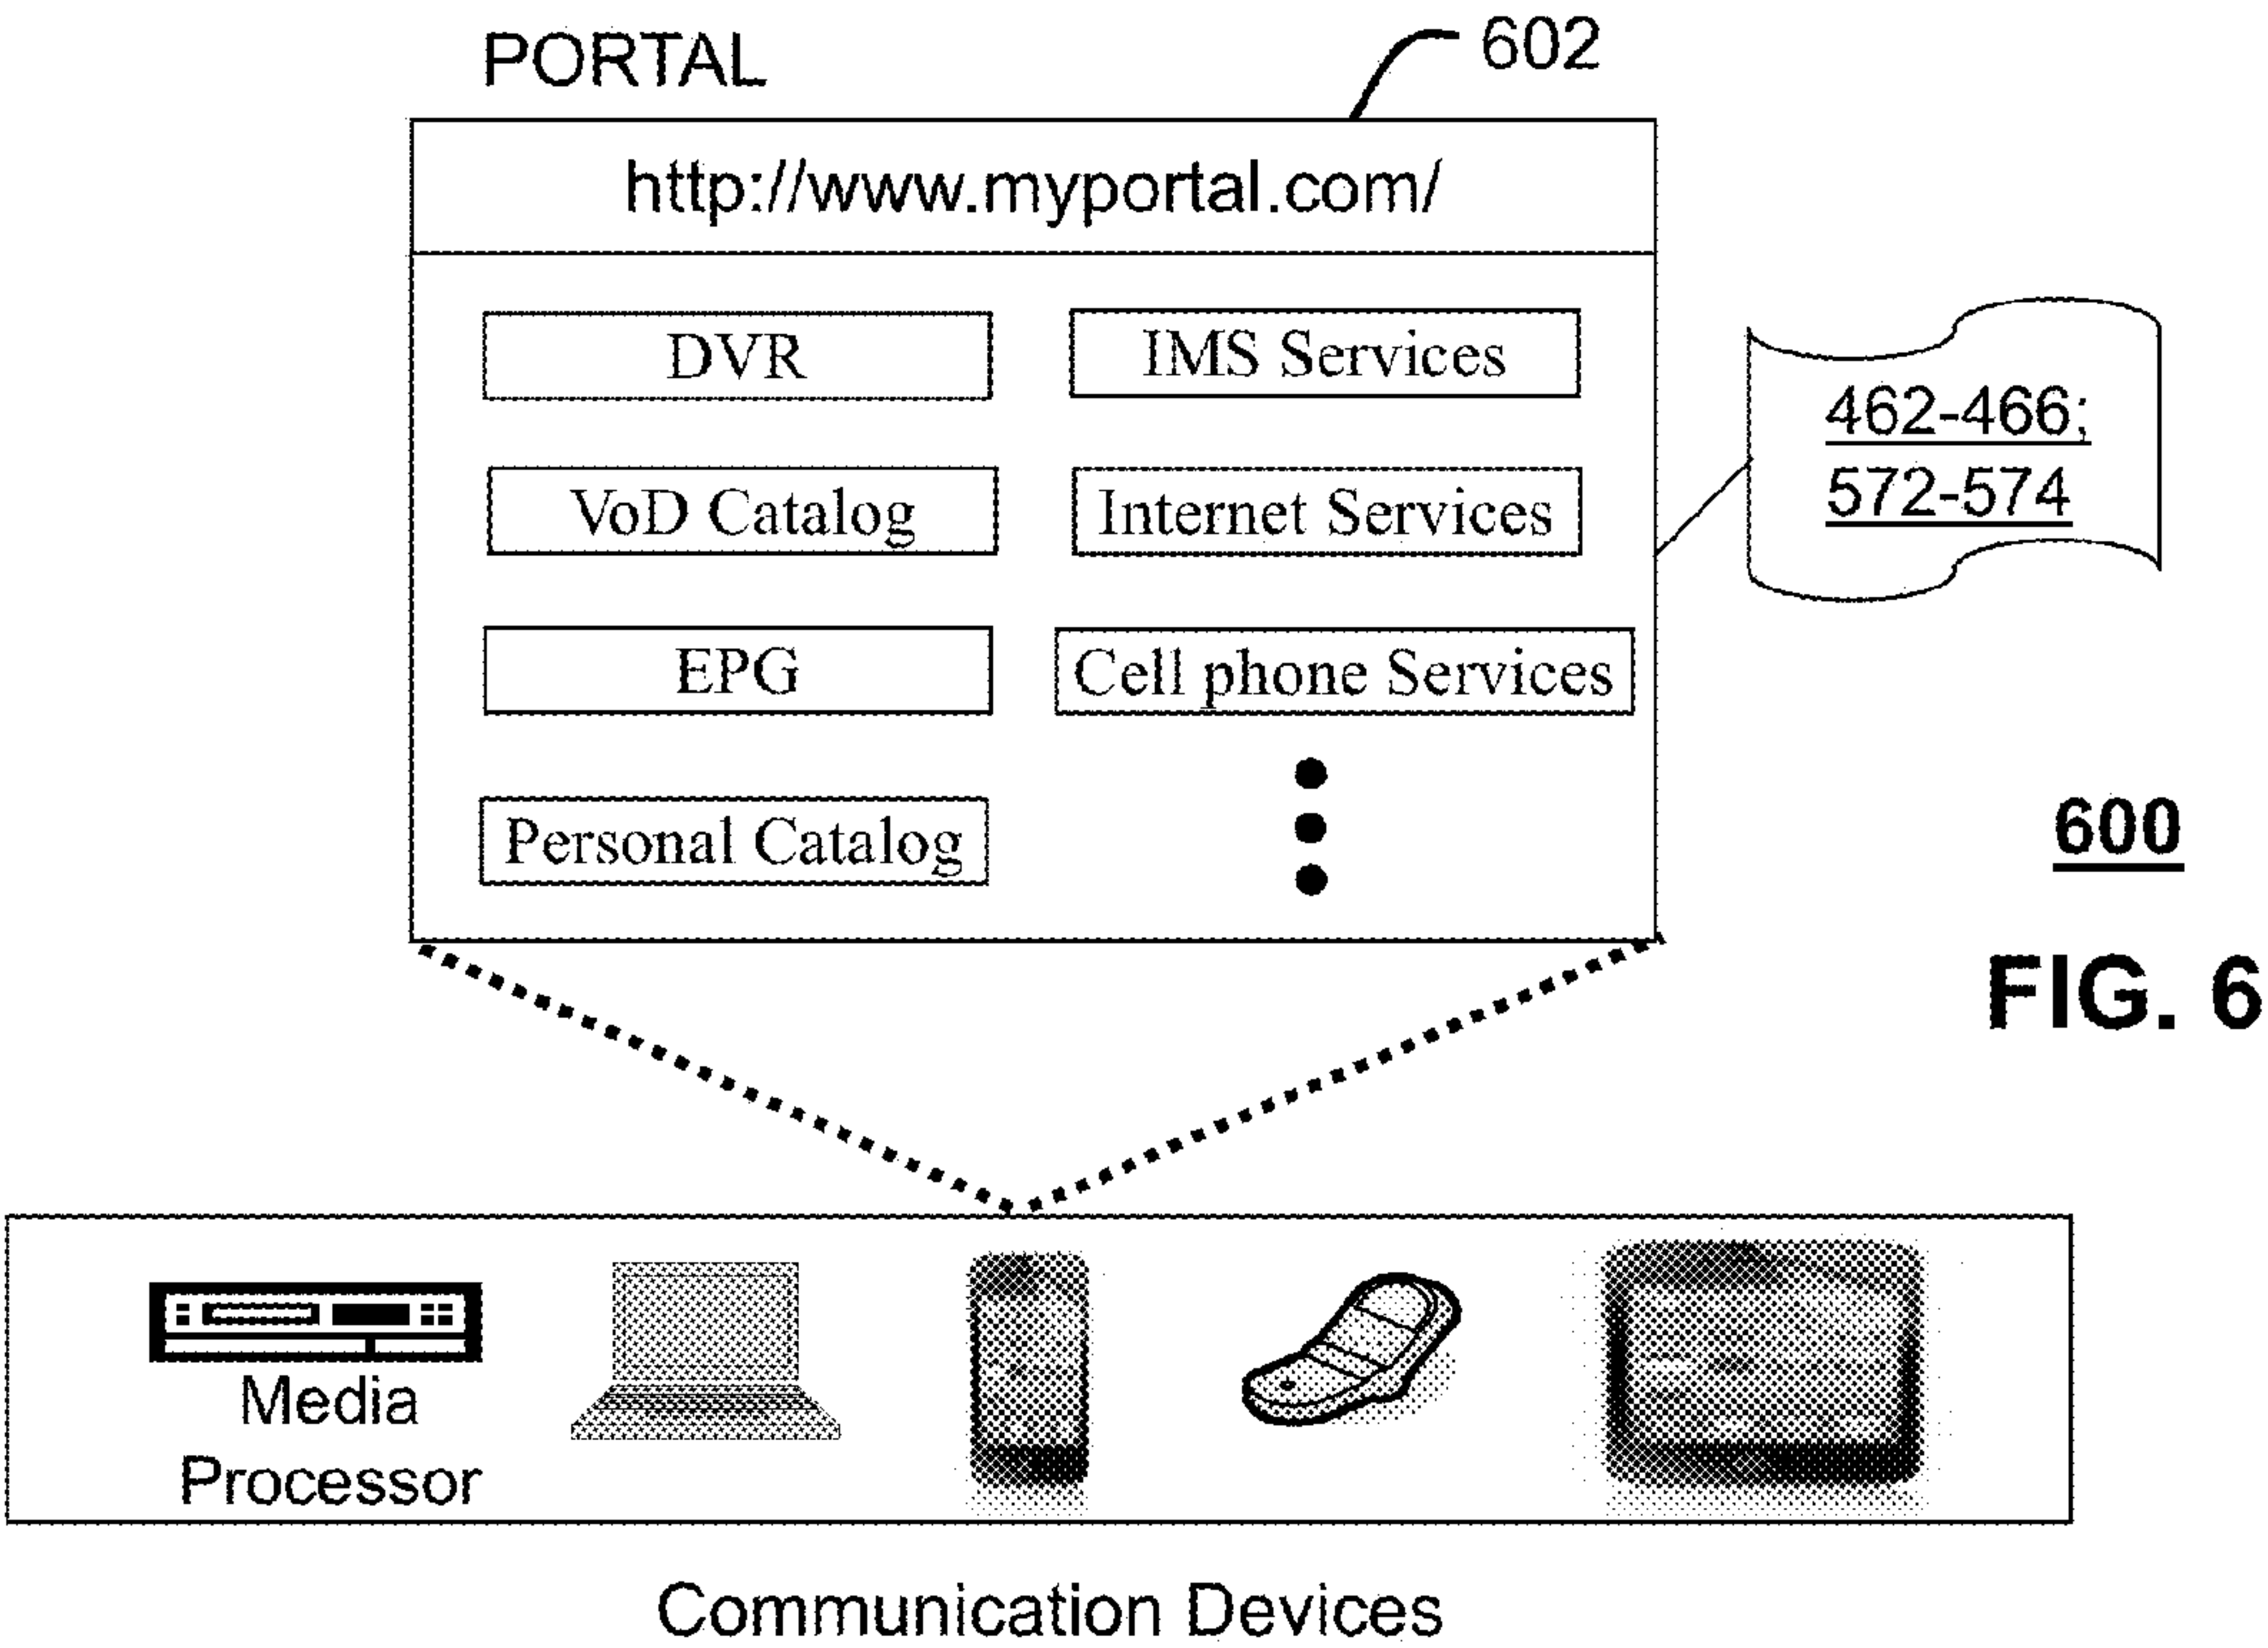 PORTAL
602
http://www.myportal.com/
DVR
IMS Services
VoD Catalog
Internet Services
EPG
Cell phone Services
Personal Catalog
462-466;
572-574
600
FIG. 6
Media
Processor
Communication Devices